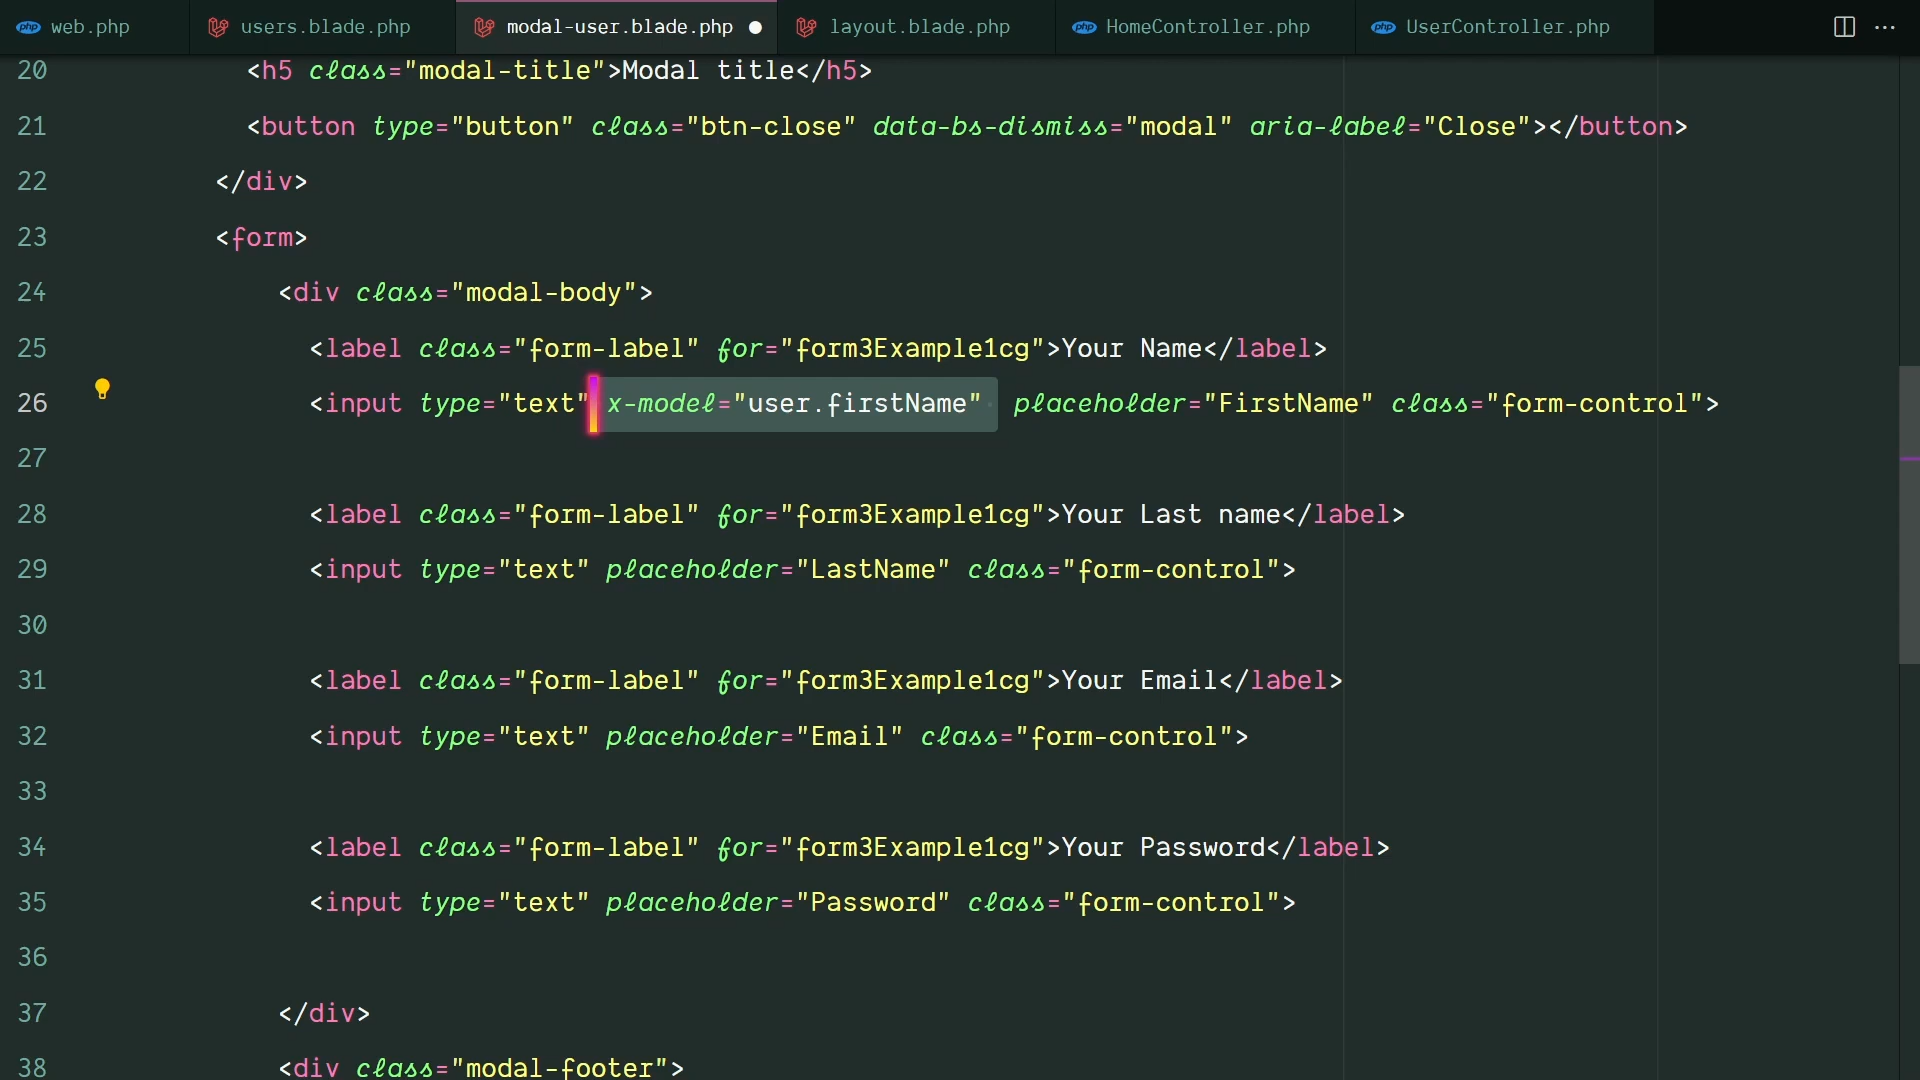 web.php users.blade.php modal-user.blade.php layout.blade.php HomeController.php UserController.php
20 <h5 class="modal-title">Modal title</h5>
21 <button type="button" class="btn-close" data-bs-dismiss="modal" aria-label="Close"></button>
22 </div>
23 <form>
24 <div class="modal-body">
25 <label class="form-label" for="form3Example1cg">Your Name</label>
26 <input type="text" x-model="user.firstName" placeholder="FirstName" class="form-control">
27
28 <label class="form-label" for="form3Example1cg">Your Last name</label>
29 <input type="text" placeholder="LastName" class="form-control">
30
31 <label class="form-label" for="form3Example1cg">Your Email</label>
32 <input type="text" placeholder="Email" class="form-control">
33
34 <label class="form-label" for="form3Example1cg">Your Password</label>
35 <input type="text" placeholder="Password" class="form-control">
36
37 </div>
38 <div class="modal-footer">